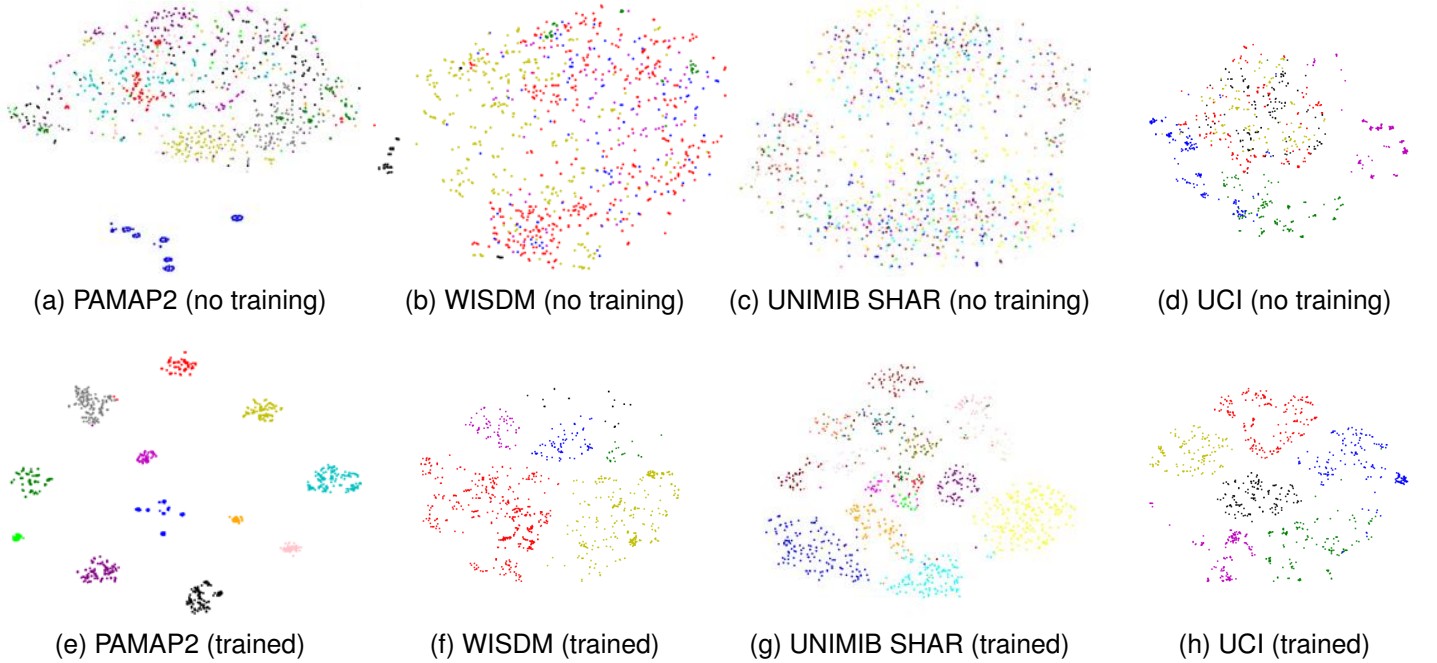 (a) PAMAP2 (no training)
(b) WISDM (no training)
(c) UNIMIB SHAR (no training)
(d) UCI (no training)
(e) PAMAP2 (trained)
(f) WISDM (trained)
(g) UNIMIB SHAR (trained)
(h) UCI (trained)